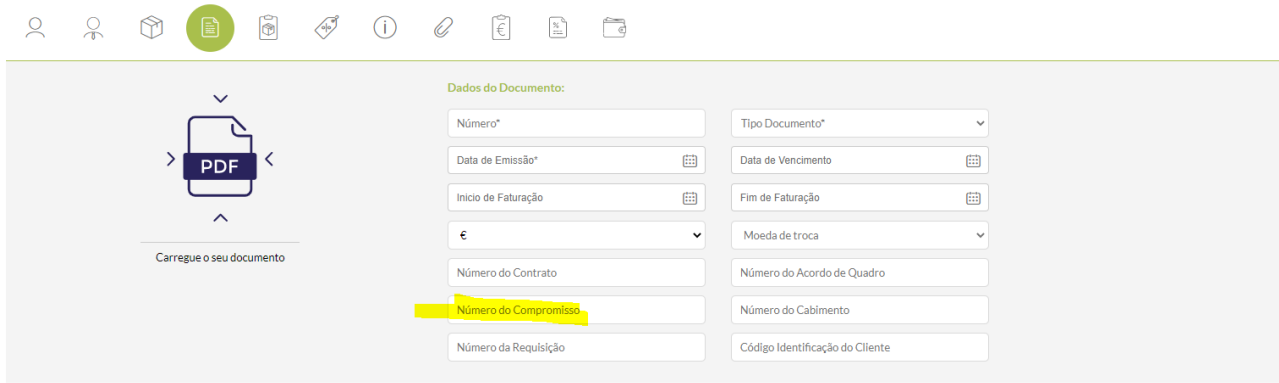 Dados do Documento:
Número*
Tipo Documento*
Data de Emissão*
Data de Vencimento
Inicio de Faturação
Fim de Faturação
€
Moeda de troca
Número do Contrato
Número do Acordo de Quadro
Número do Compromisso
Número do Cabimento
Número da Requisição
Código Identificação do Cliente
PDF
Carregue o seu documento